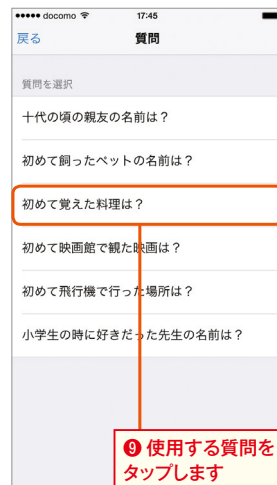 docomo 17:45
戻る 質問
質問を選択
十代の頃の親友の名前は？
初めて飼ったペットの名前は？
初めて覚えた料理は？
初めて映画館で観た映画は？
初めて飛行機で行った場所は？
小学生の時に好きだった先生の名前は？
❾ 使用する質問を
タップします